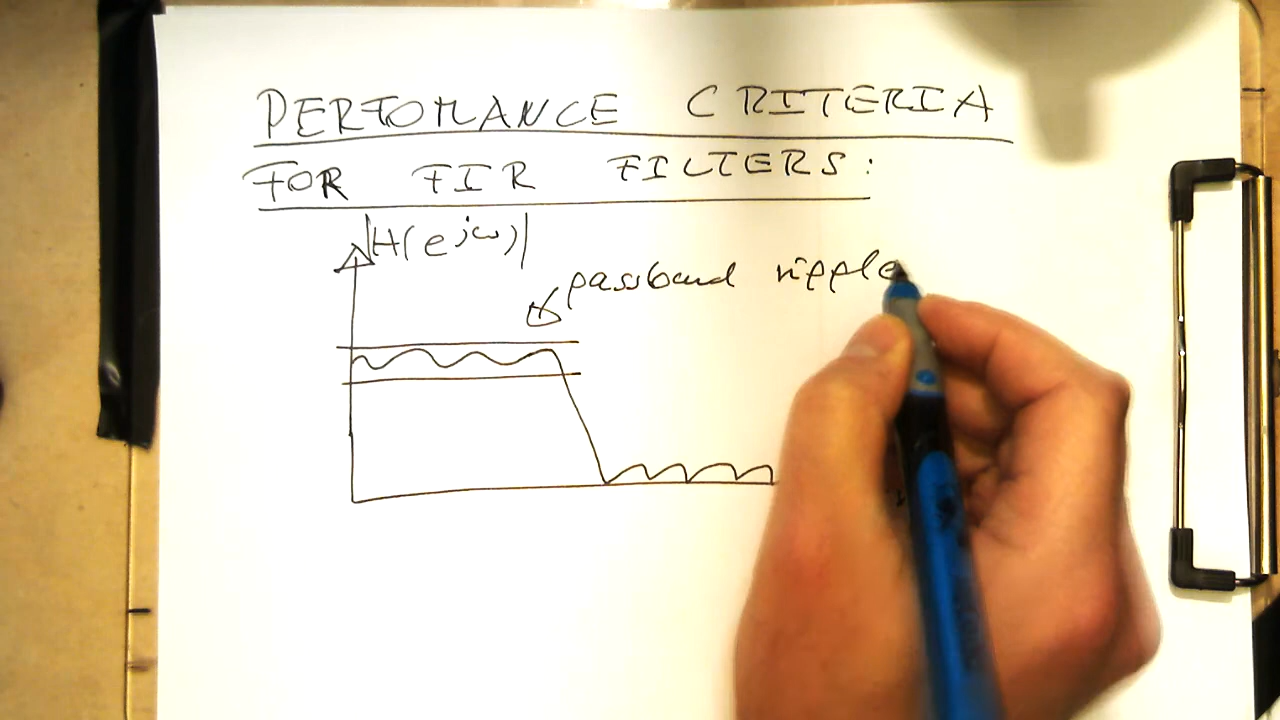 PERFOMANCE CRITERIA
FOR FIR FILTERS:
|H(e^jω)|
passband ripple